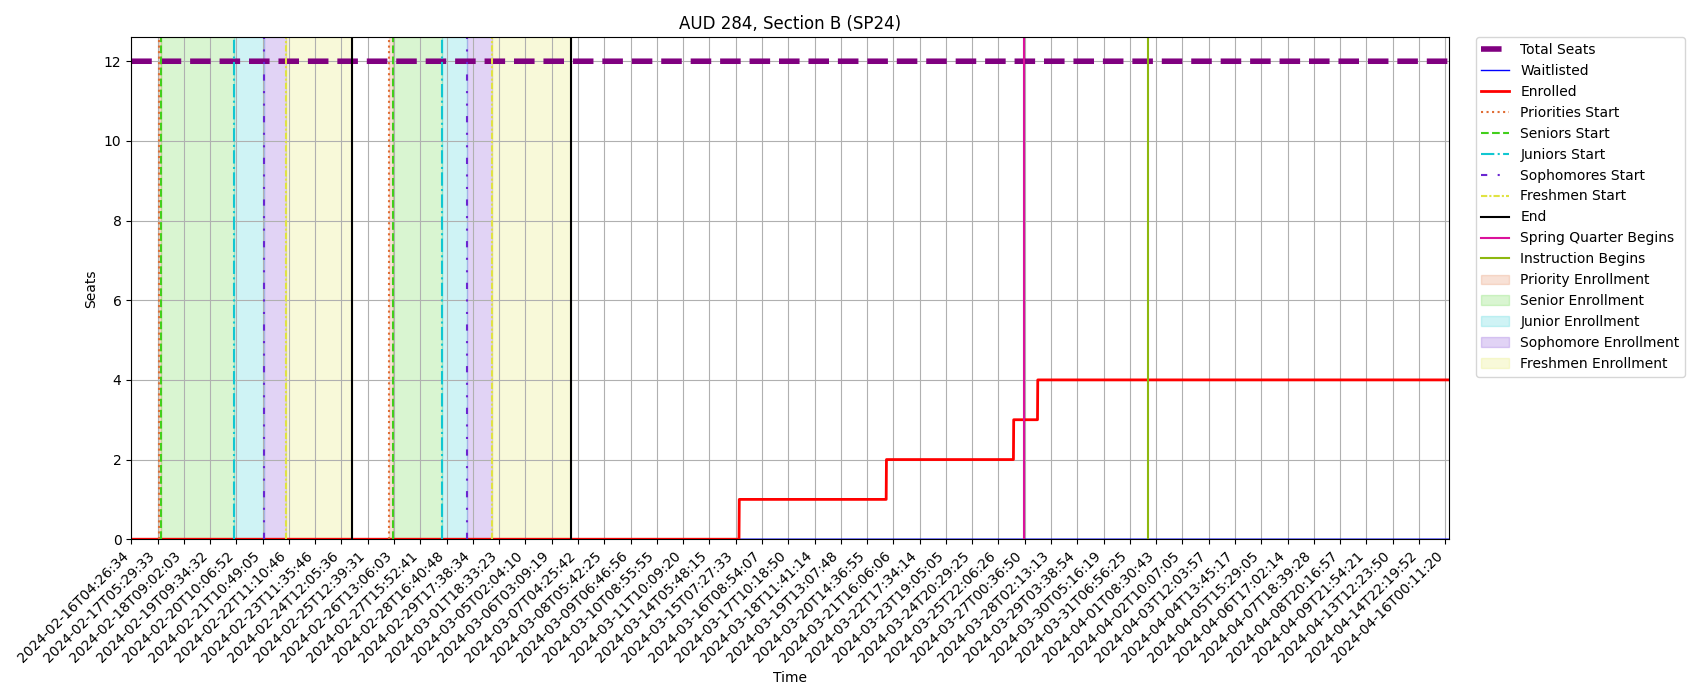 AUD 284, Section B (SP24)
12
10
8
6
4
2
0
Seats
2024-02-16T04:26:34
2024-02-17T05:29:33
2024-02-18T09:02:03
2024-02-19T09:34:32
2024-02-20T10:06:52
2024-02-21T10:49:05
2024-02-22T11:10:46
2024-02-23T11:35:46
2024-02-24T12:05:36
2024-02-25T12:39:31
2024-02-26T13:06:03
2024-02-27T15:52:41
2024-02-28T16:40:48
2024-02-29T17:38:34
2024-03-01T18:33:23
2024-03-05T02:04:10
2024-03-06T03:09:19
2024-03-07T04:25:42
2024-03-08T05:42:25
2024-03-09T06:46:56
2024-03-10T08:55:55
2024-03-11T10:09:20
2024-03-14T05:48:15
2024-03-15T07:27:33
2024-03-16T08:54:07
2024-03-17T10:18:50
2024-03-18T11:41:14
2024-03-19T13:07:48
2024-03-20T14:36:55
2024-03-21T16:06:06
2024-03-22T17:34:14
2024-03-23T19:05:05
2024-03-24T20:29:25
2024-03-25T22:06:26
2024-03-27T00:36:50
2024-03-28T02:13:13
2024-03-29T03:38:54
2024-03-30T05:16:19
2024-03-31T06:56:25
2024-04-01T08:30:43
2024-04-02T10:07:05
2024-04-03T12:03:57
2024-04-04T13:45:17
2024-04-05T15:29:05
2024-04-06T17:02:14
2024-04-07T18:39:28
2024-04-08T20:16:57
2024-04-09T21:54:21
2024-04-13T12:23:50
2024-04-14T22:19:52
2024-04-16T00:11:20
Time
Total Seats
Waitlisted
Enrolled
Priorities Start
Seniors Start
Juniors Start
Sophomores Start
Freshmen Start
End
Spring Quarter Begins
Instruction Begins
Priority Enrollment
Senior Enrollment
Junior Enrollment
Sophomore Enrollment
Freshmen Enrollment